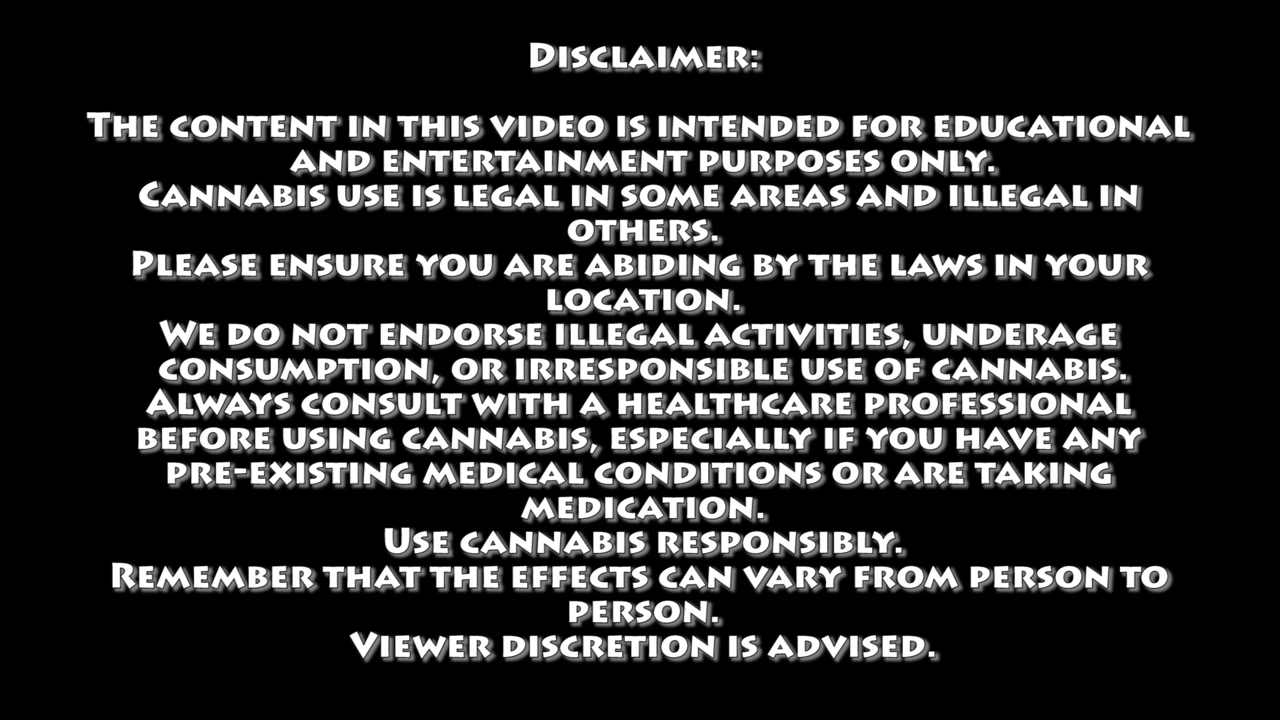 Disclaimer:
The content in this video is intended for educational
and entertainment purposes only.
Cannabis use is legal in some areas and illegal in
others.
Please ensure you are abiding by the laws in your
location.
We do not endorse illegal activities, underage
consumption, or irresponsible use of cannabis.
Always consult with a healthcare professional
before using cannabis, especially if you have any
pre-existing medical conditions or are taking
medication.
Use cannabis responsibly.
Remember that the effects can vary from person to
person.
Viewer discretion is advised.